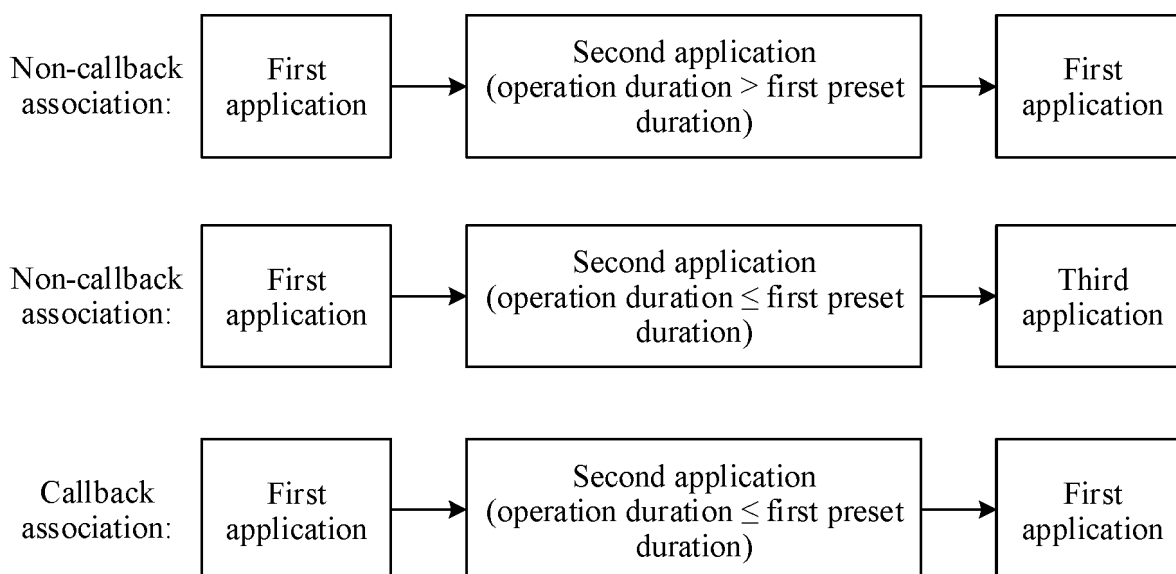 Non-callback
association:
First
application
Second application
(operation duration > first preset
duration)
First
application
Non-callback
association:
First
application
Second application
(operation duration ≤ first preset
duration)
Third
application
Callback
association:
First
application
Second application
(operation duration ≤ first preset
duration)
First
application